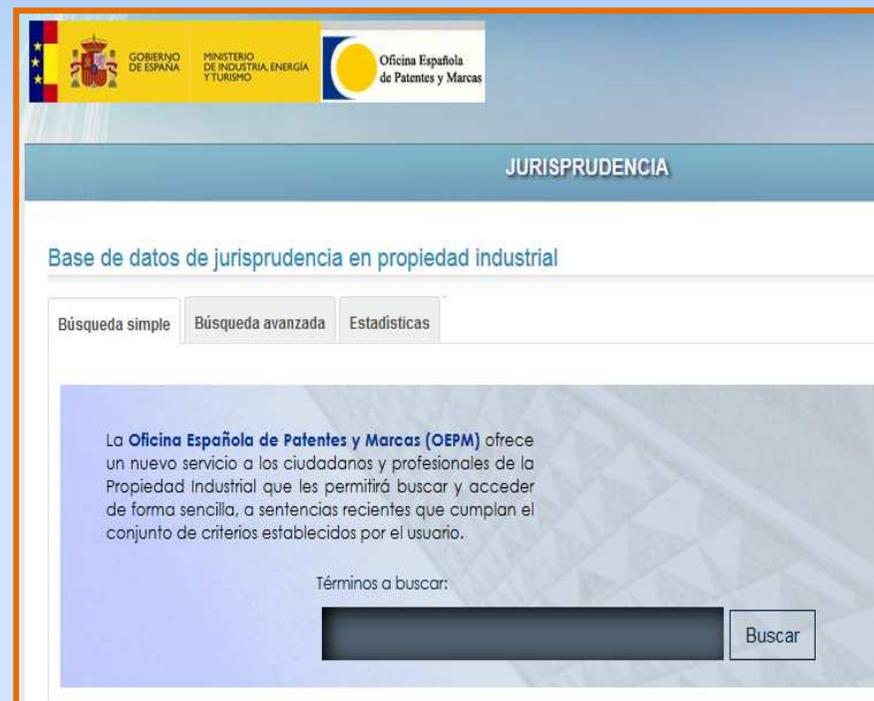 GOBIERNO
DE ESPAÑA
MINISTERIO
DE INDUSTRIA, ENERGÍA
Y TURISMO
Oficina Española
de Patentes y Marcas
JURISPRUDENCIA
Base de datos de jurisprudencia en propiedad industrial
Búsqueda simple
Búsqueda avanzada
Estadísticas
La Oficina Española de Patentes y Marcas (OEPM) ofrece
un nuevo servicio a los ciudadanos y profesionales de la
Propiedad Industrial que les permitirá buscar y acceder
de forma sencilla, a sentencias recientes que cumplan el
conjunto de criterios establecidos por el usuario.
Términos a buscar:
Buscar